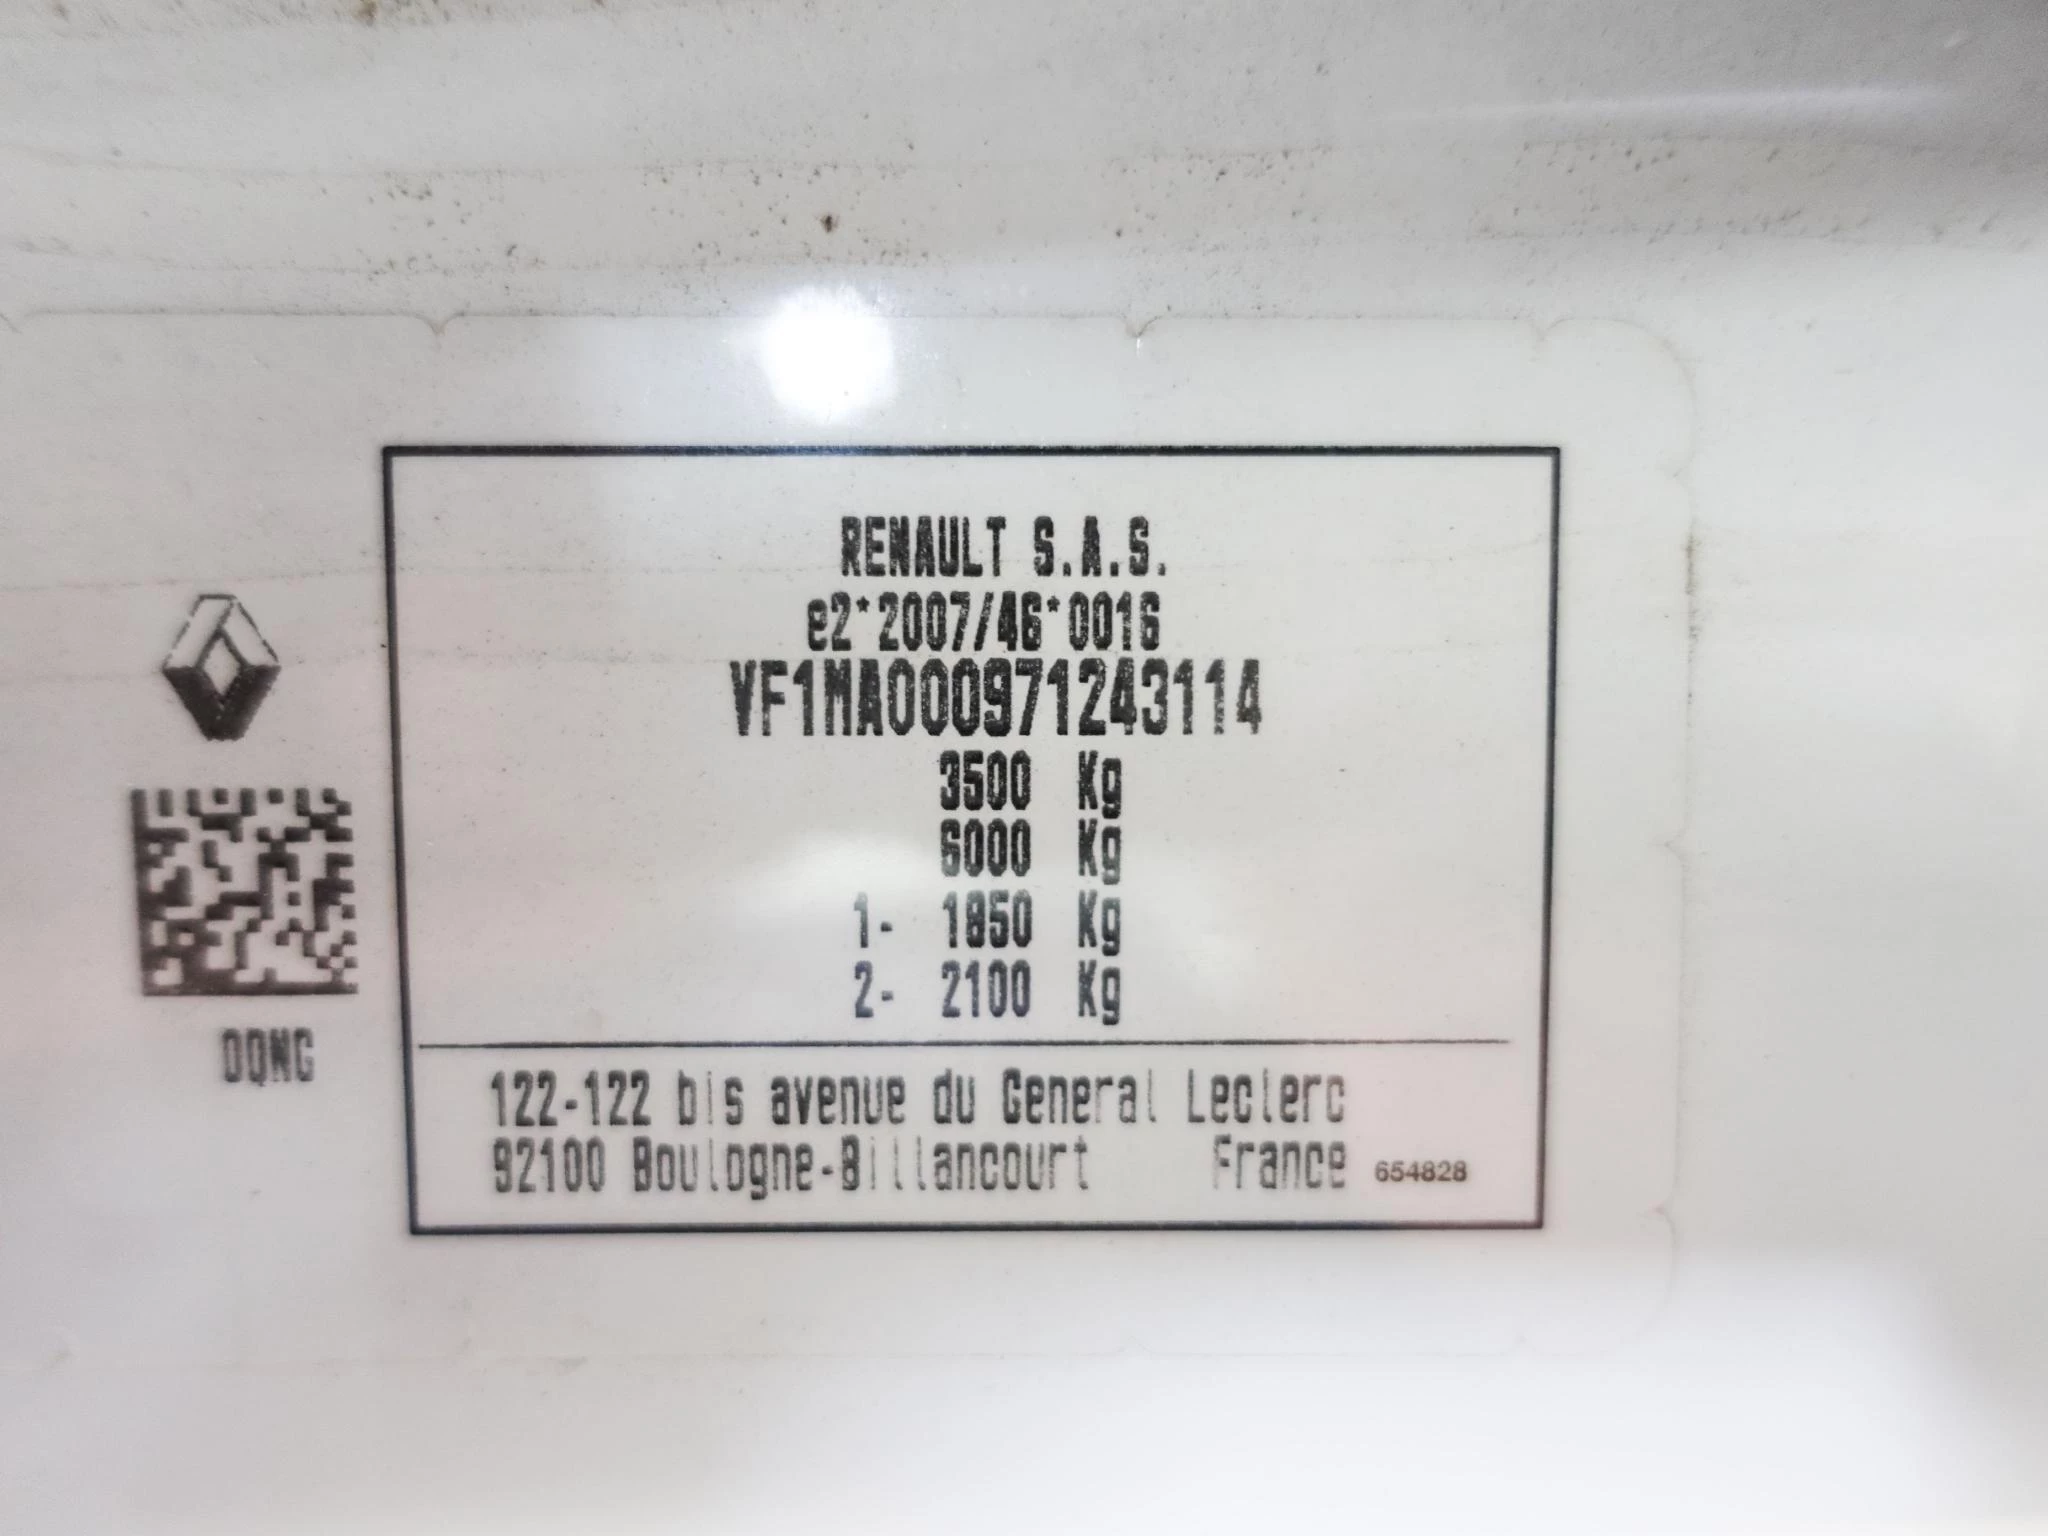 RENAULT S.A.S.
e2*2007/46*0016
VF1MA000971243114
3500 Kg
6000 Kg
1- 1850 Kg
2- 2100 Kg
OQNG
122-122 bis avenue du General Leclerc
92100 Boulogne-Billancourt France 654828